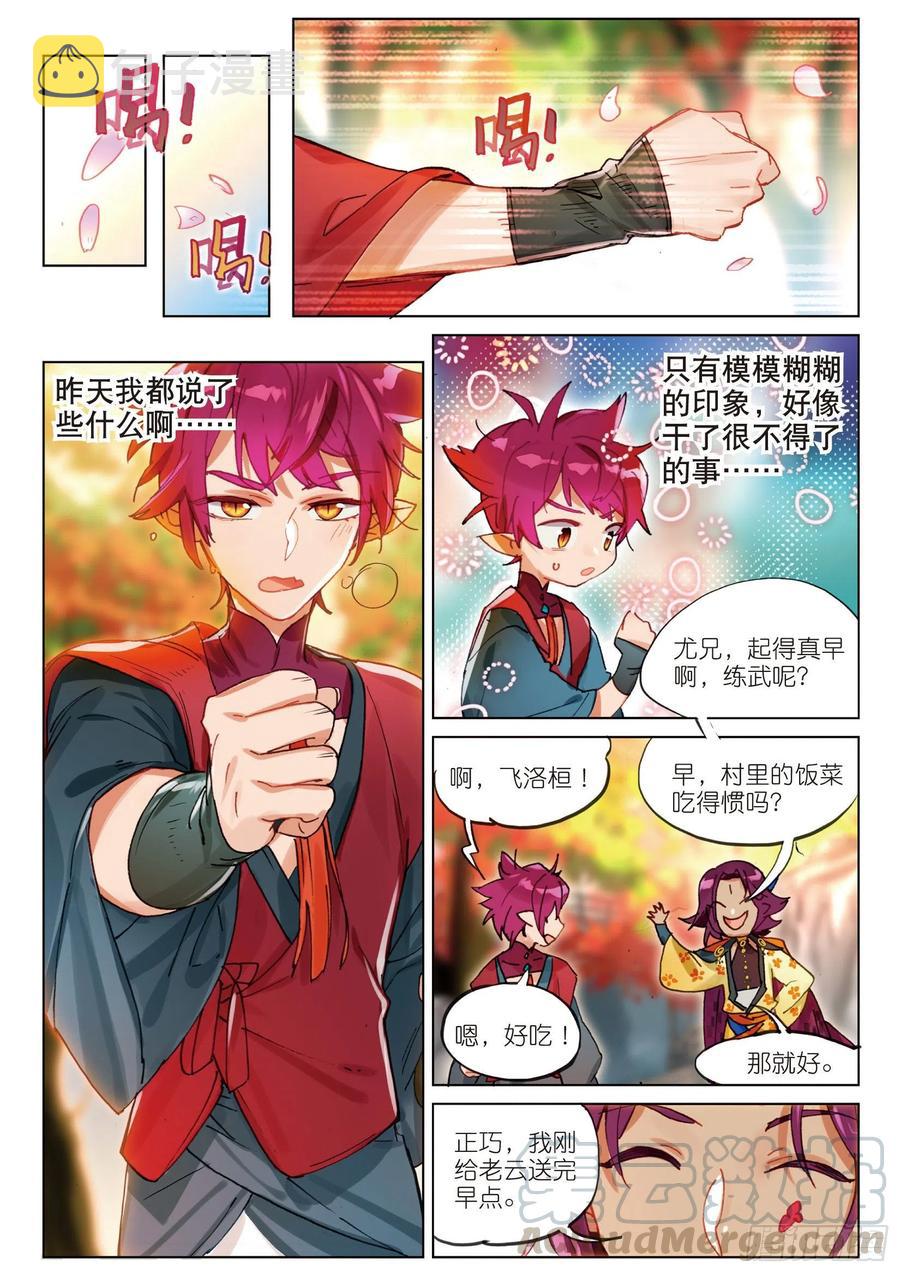 包子漫畫
喝！
喝！
喝！
昨天我都说了
些什么啊……
只有模模糊糊
的印象，好像
干了很不得了
的事……
尤兄，起得真早
啊，练武呢？
啊，飞洛桓！
早，村里的饭菜
吃得惯吗？
嗯，好吃！
那就好。
正巧，我刚
给老云送完
早点。
集云数据
AcloudMerge.com